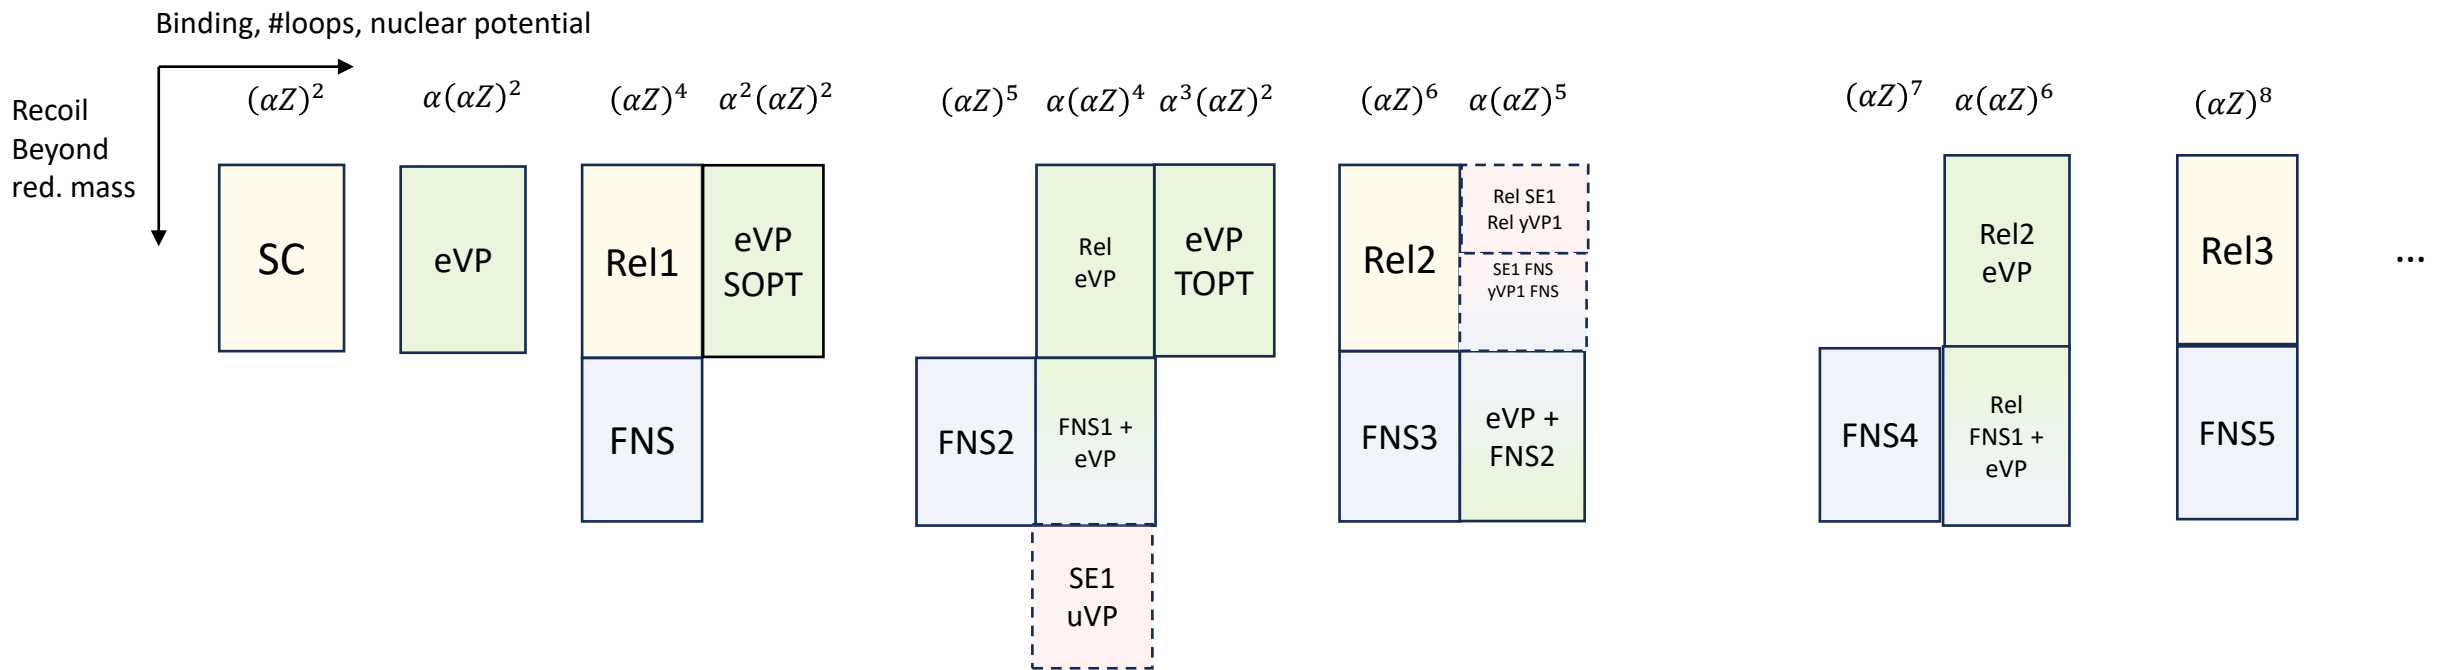 Binding, #loops, nuclear potential
Recoil
Beyond
red. mass
(αZ)² α(αZ)² (αZ)⁴ α²(αZ)² (αZ)⁵ α(αZ)⁴ α³(αZ)² (αZ)⁶ α(αZ)⁵ (αZ)⁷ α(αZ)⁶ (αZ)⁸
SC
eVP
Rel1
eVP
SOPT
Rel
eVP
eVP
TOPT
Rel2
Rel SE1
Rel yVP1
SE1 FNS
yVP1 FNS
Rel2
eVP
Rel3
...
FNS
FNS2
FNS1 +
eVP
FNS3
eVP +
FNS2
FNS4
Rel
FNS1 +
eVP
FNS5
SE1
uVP